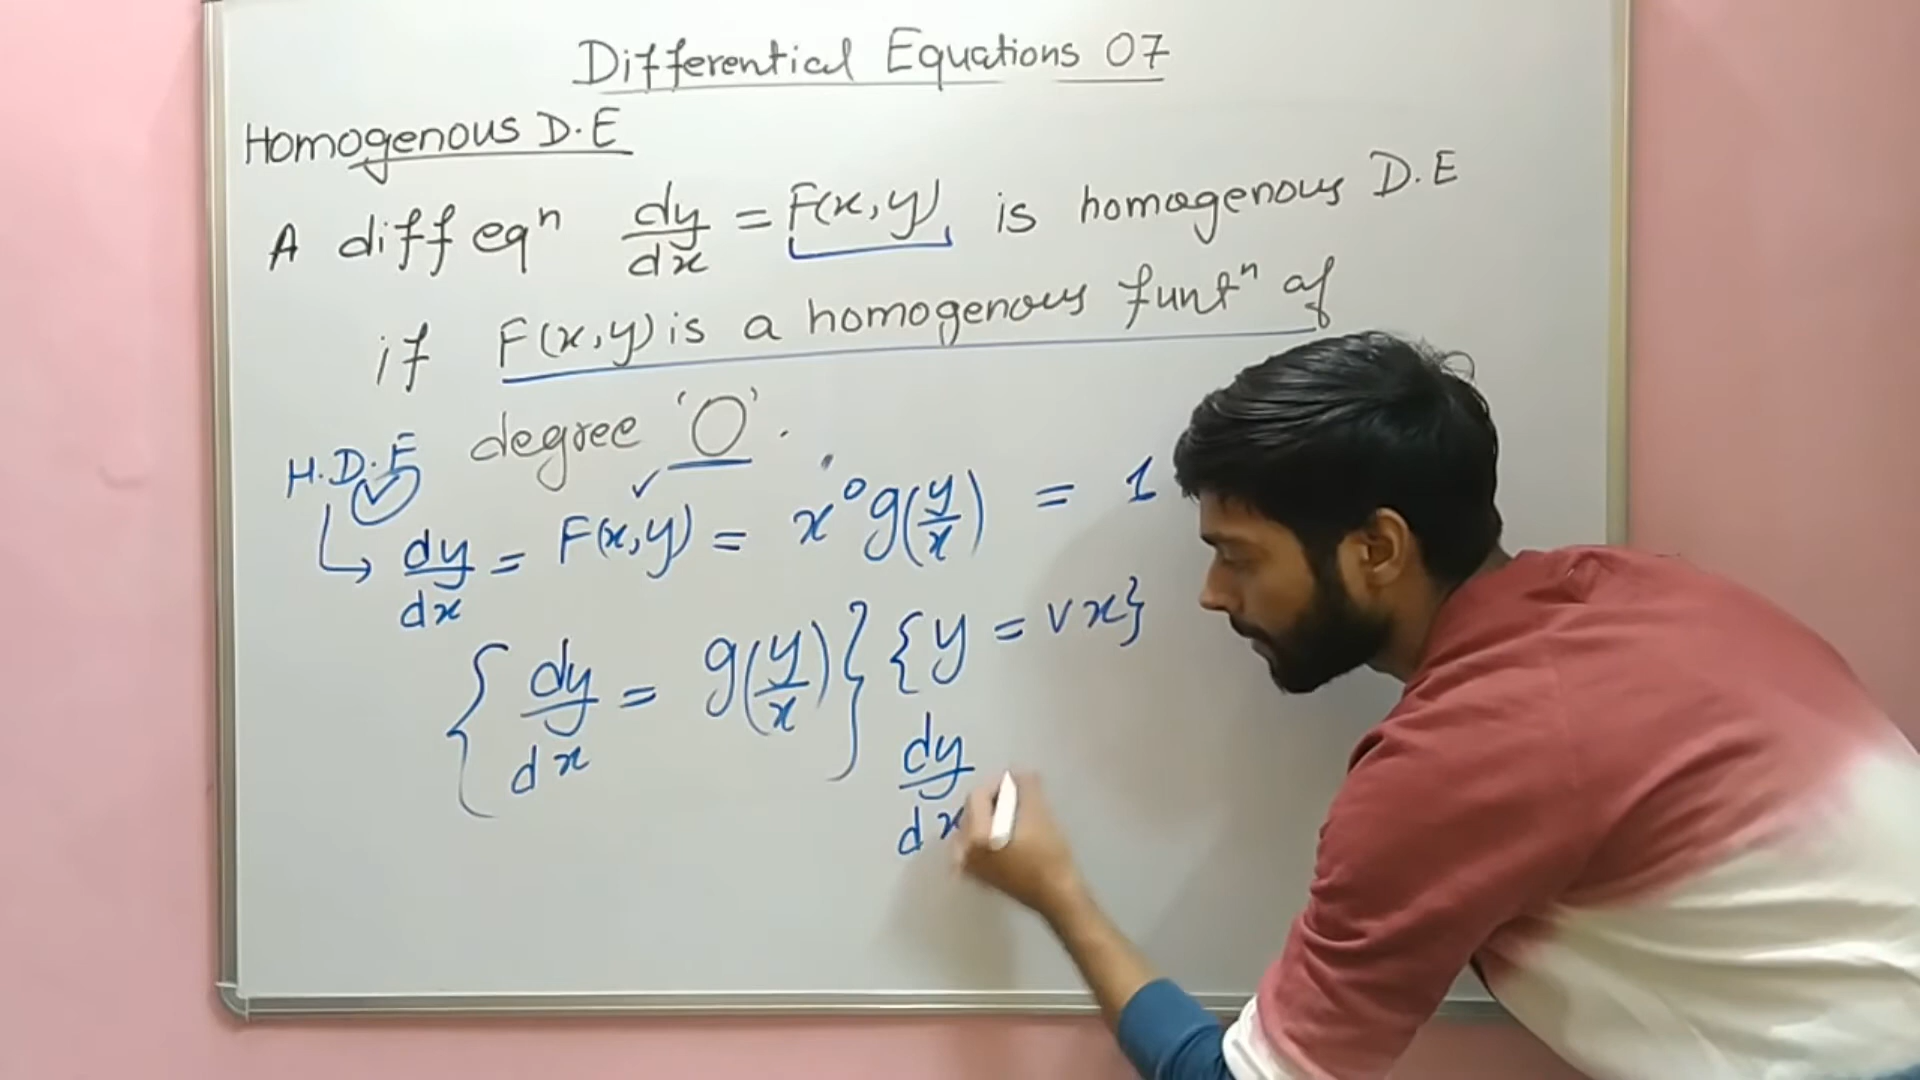 Differential Equations 07
Homogenous D.E
A diff eqⁿ dy/dx = F(x,y) is homogenous D.E
if F(x,y) is a homogenous funtⁿ of
degree 'O'.
H.D.E
dy/dx = F(x,y) = x⁰ g(y/x) = 1
{ dy/dx = g(y/x) } {y = vx}
dy/dx